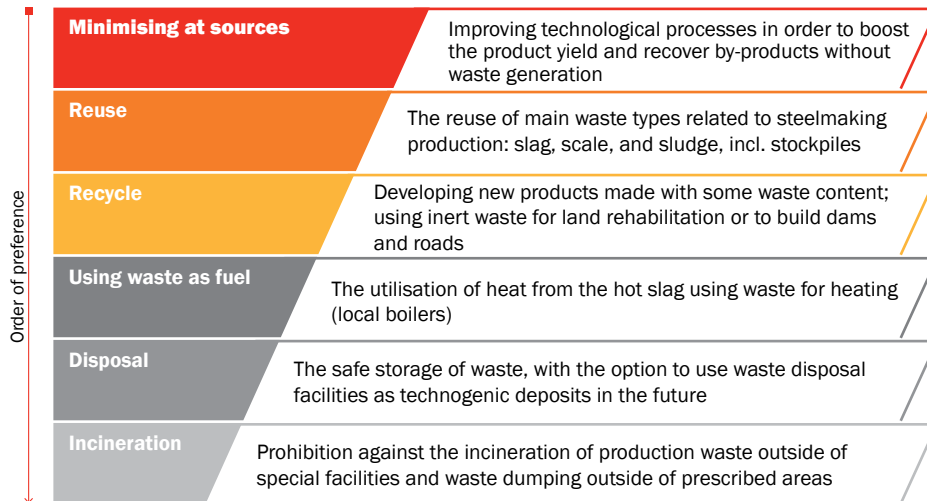 Order of preference
Minimising at sources
Improving technological processes in order to boost
the product yield and recover by-products without
waste generation
Reuse
The reuse of main waste types related to steelmaking
production: slag, scale, and sludge, incl. stockpiles
Recycle
Developing new products made with some waste content;
using inert waste for land rehabilitation or to build dams
and roads
Using waste as fuel
The utilisation of heat from the hot slag using waste for heating
(local boilers)
Disposal
The safe storage of waste, with the option to use waste disposal
facilities as technogenic deposits in the future
Incineration
Prohibition against the incineration of production waste outside of
special facilities and waste dumping outside of prescribed areas